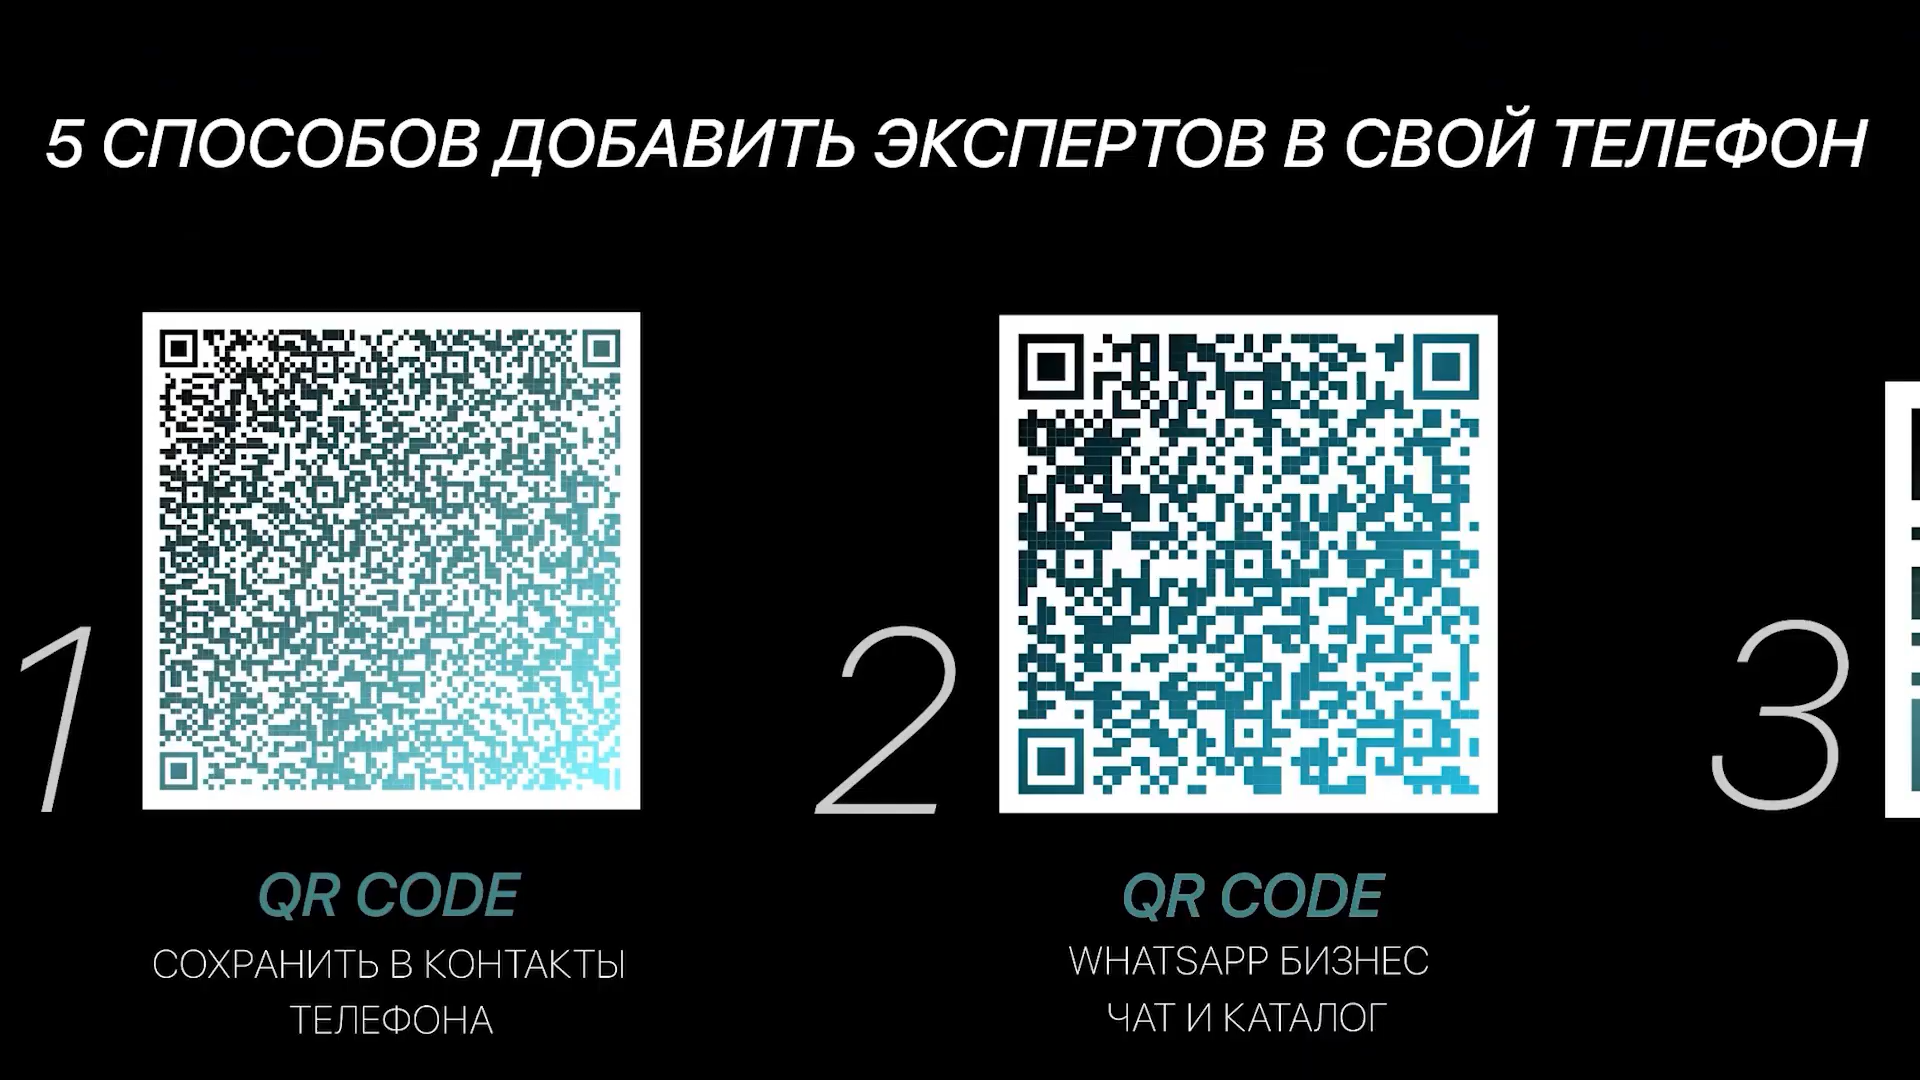 5 СПОСОБОВ ДОБАВИТЬ ЭКСПЕРТОВ В СВОЙ ТЕЛЕФОН
1
QR CODE
СОХРАНИТЬ В КОНТАКТЫ
ТЕЛЕФОНА
2
QR CODE
WHATSAPP БИЗНЕС
ЧАТ И КАТАЛОГ
3